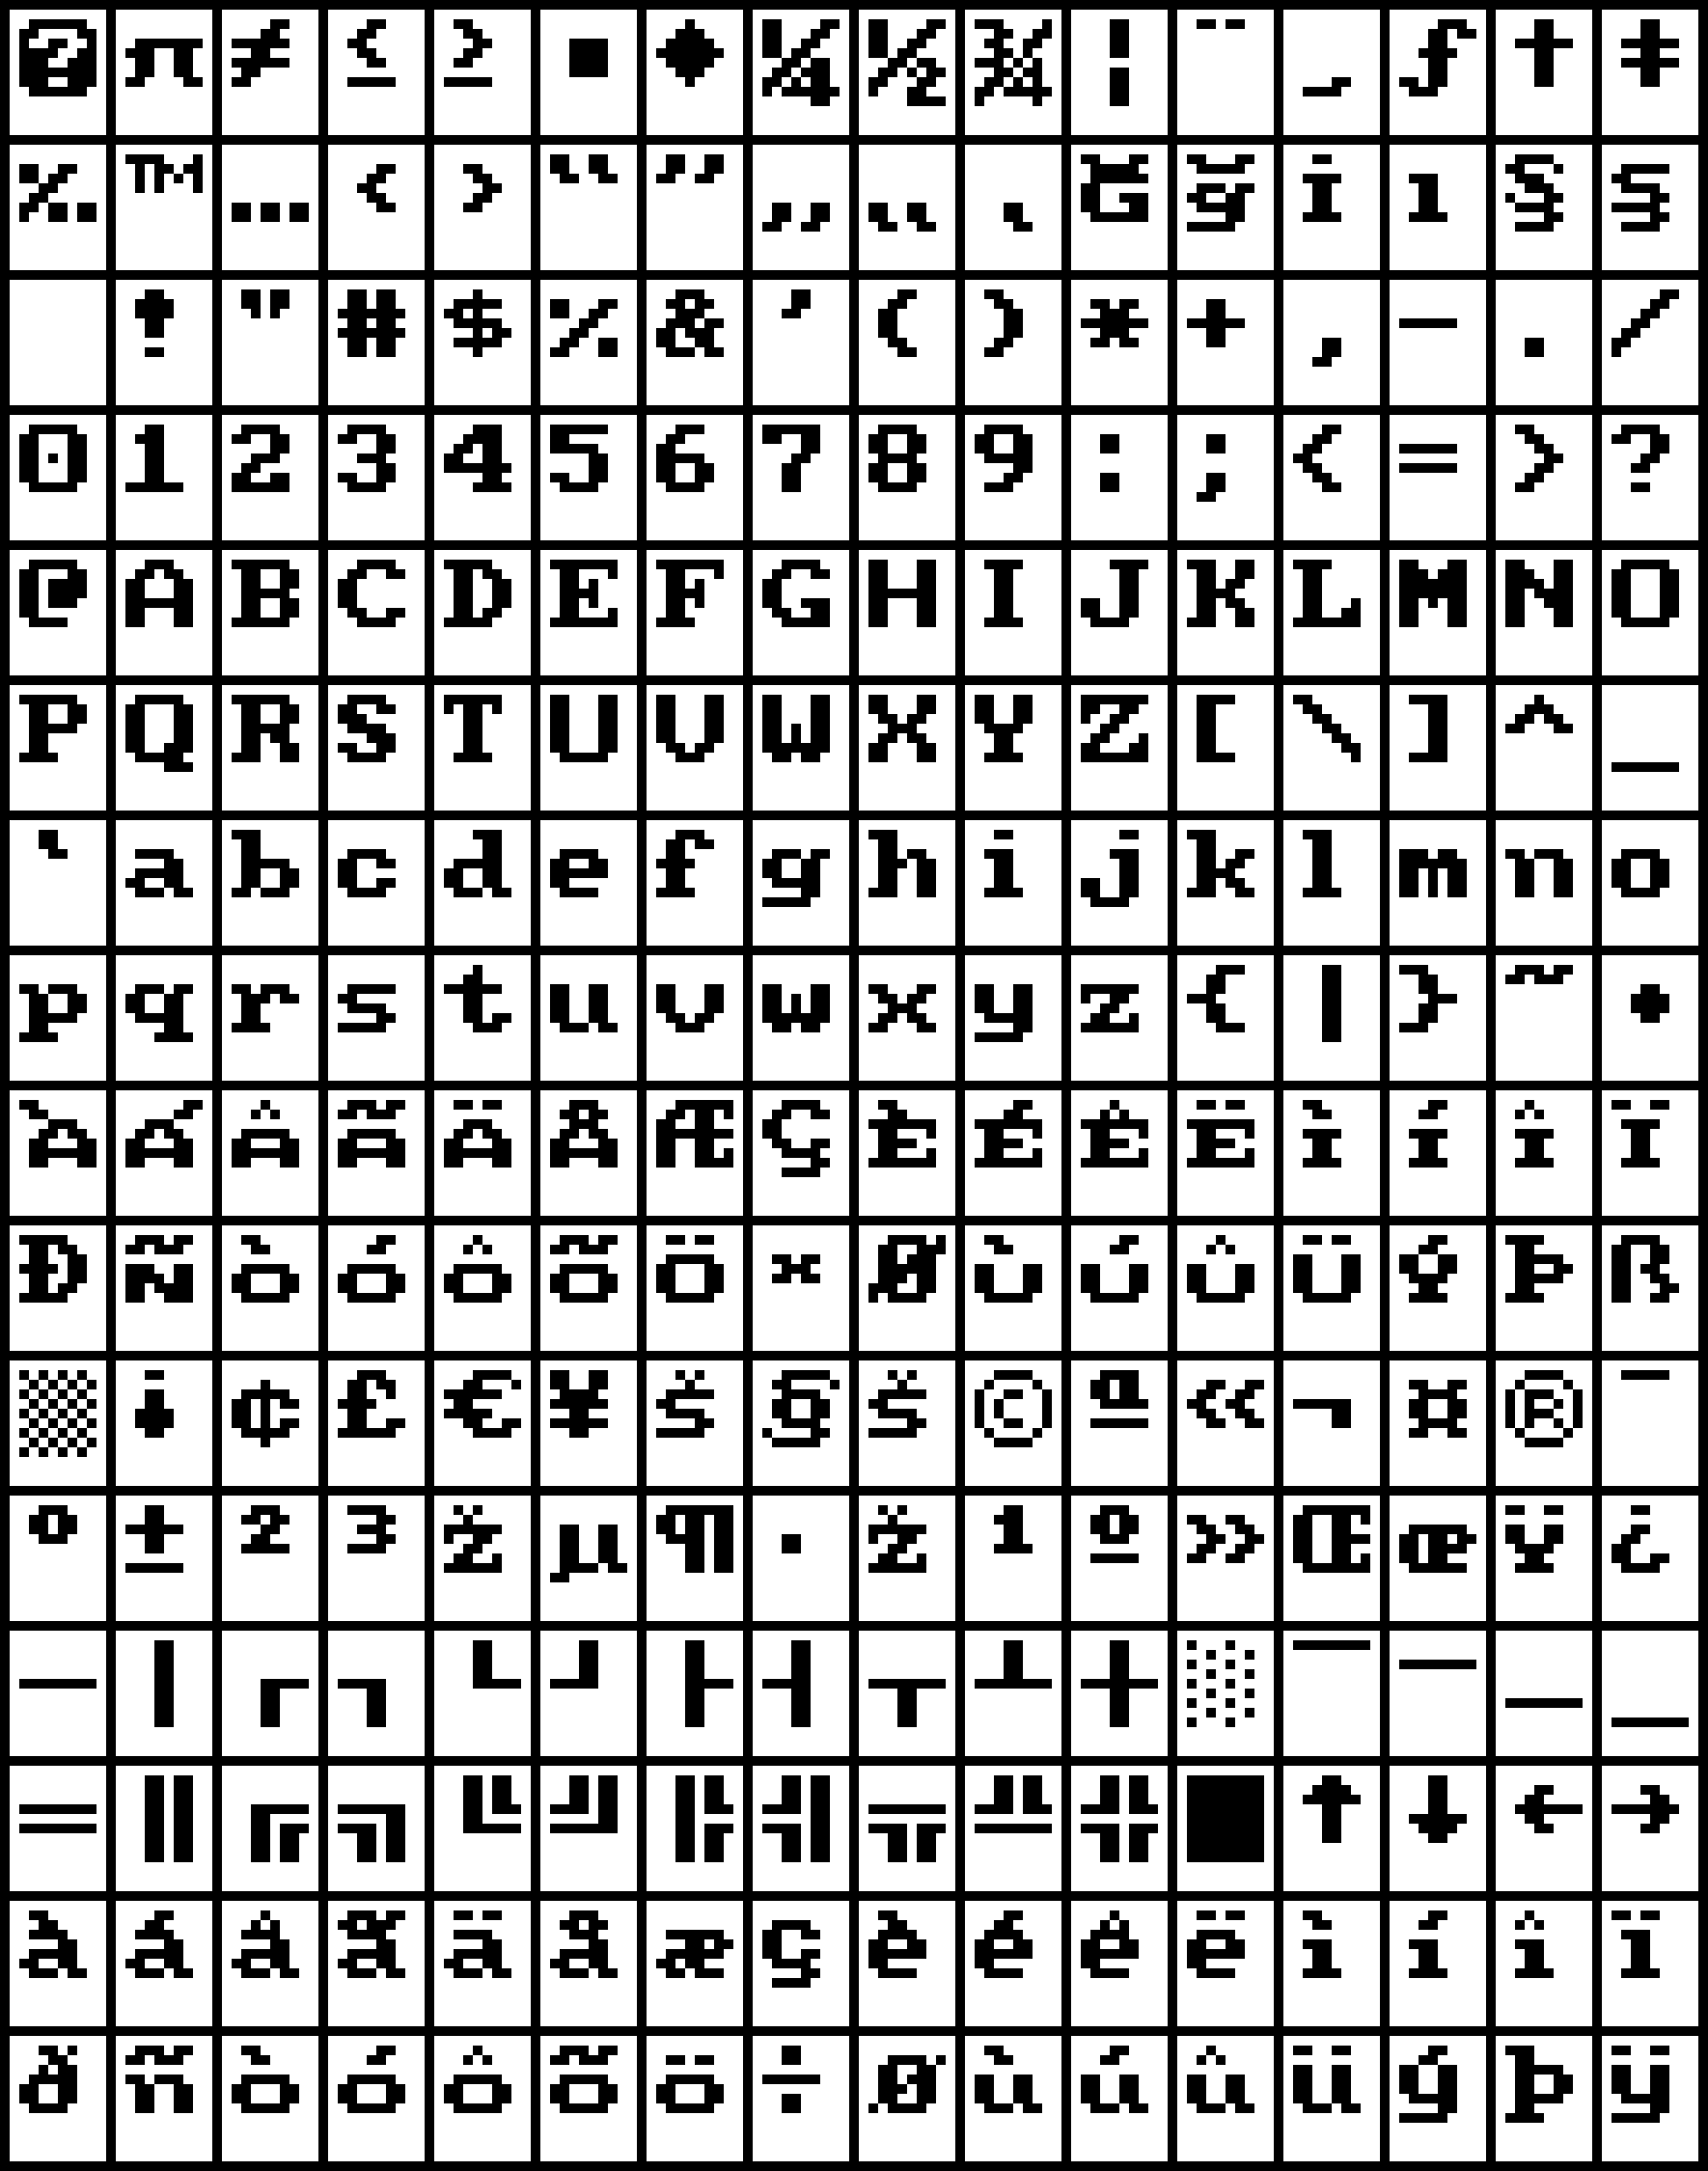 � π ≠ ≤ ≥ ▪ ◆ ¼ ½ ¾ ¦ ¨ ¸ ƒ † ‡
‰ ™ … ‹ › “ ” „ Ğ ğ İ ı Ş ş
! " # $ % & ' ( ) * + , - . /
0 1 2 3 4 5 6 7 8 9 : ; < = > ?
@ A B C D E F G H I J K L M N O
P Q R S T U V W X Y Z [ \ ] ^ _
` a b c d e f g h i j k l m n o
p q r s t u v w x y z { | } ~ •
À Á Â Ã Ä Å Æ Ç È É Ê Ë Ì Í Î Ï
Ð Ñ Ò Ó Ô Õ Ö × Ø Ù Ú Û Ü Ý Þ ß
▒ ¡ ¢ £ € ¥ Š § š © ª « ¬ ¤ ® ¯
° ± ² ³ Ž µ ¶ · ž ¹ º » Œ œ Ÿ ¿
─ │ ┌ ┐ └ ┘ ├ ┤ ┬ ┴ ┼ ░ ⎺ ⎻ ⎼ ⎽
═ ║ ╔ ╗ ╚ ╝ ╠ ╣ ╦ ╩ ╬ █ ↑ ↓ ← →
à á â ã ä å æ ç è é ê ë ì í î ï
ð ñ ò ó ô õ ö ÷ ø ù ú û ü ý þ ÿ